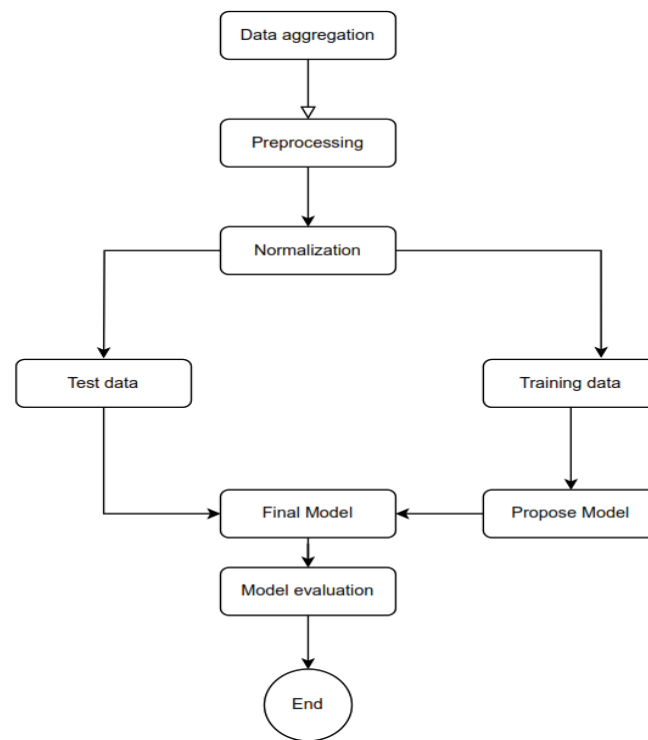 Data aggregation
Preprocessing
Normalization
Test data
Training data
Final Model
Propose Model
Model evaluation
End